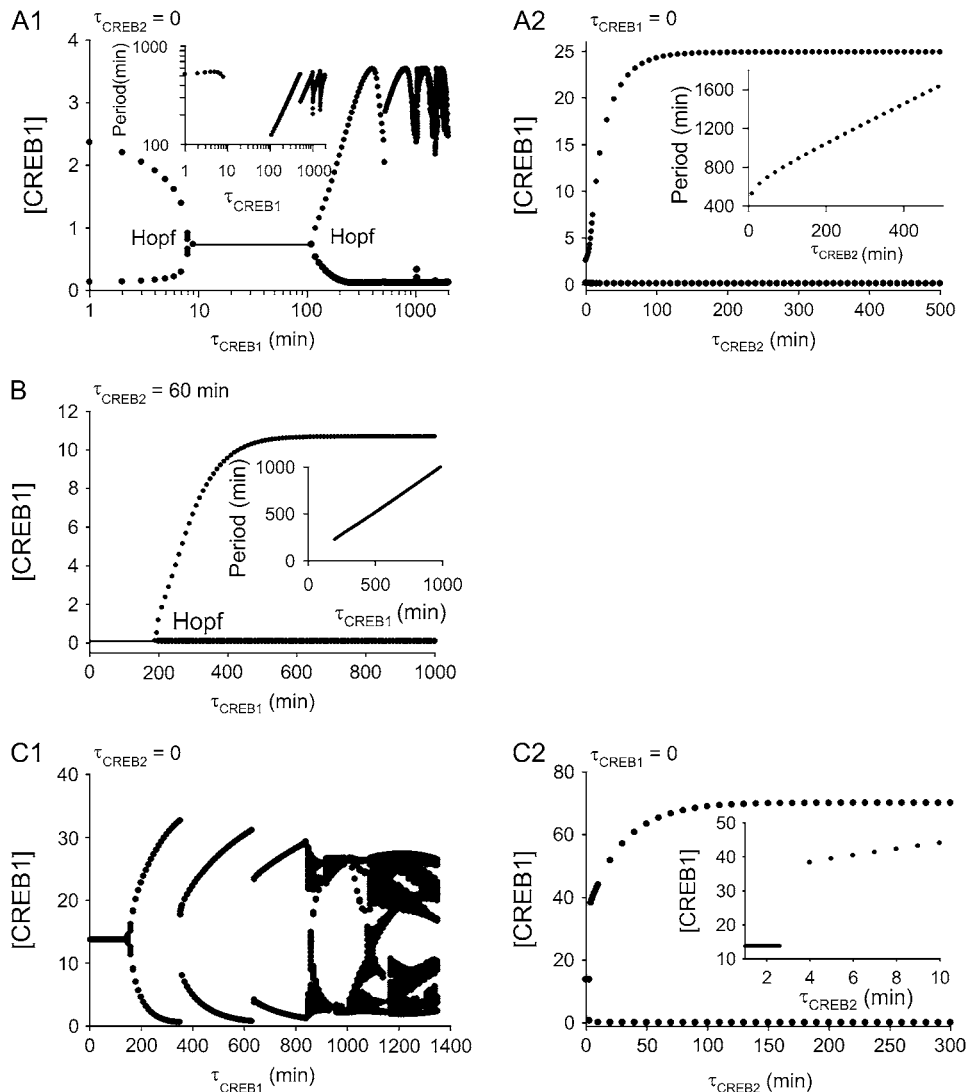 A1
τCREB2 = 0
[CREB1]
4
3
2
1
0
Period(min)
1000
100
1 10 100 1000
τCREB1
Hopf
Hopf
1 10 100 1000
τCREB1 (min)
A2
τCREB1 = 0
[CREB1]
25
20
15
10
5
0
Period (min)
1600
1200
800
400
0 200 400
τCREB2 (min)
0 100 200 300 400 500
τCREB2 (min)
B
τCREB2 = 60 min
[CREB1]
12
10
8
6
4
2
0
Period (min)
1000
500
0
0 500 1000
τCREB1 (min)
Hopf
0 200 400 600 800 1000
τCREB1 (min)
C1
τCREB2 = 0
[CREB1]
40
30
20
10
0
0 200 400 600 800 1000 1200 1400
τCREB1 (min)
C2
τCREB1 = 0
[CREB1]
80
60
40
20
0
[CREB1]
50
40
30
20
10
2 4 6 8 10
τCREB2 (min)
0 50 100 150 200 250 300
τCREB2 (min)